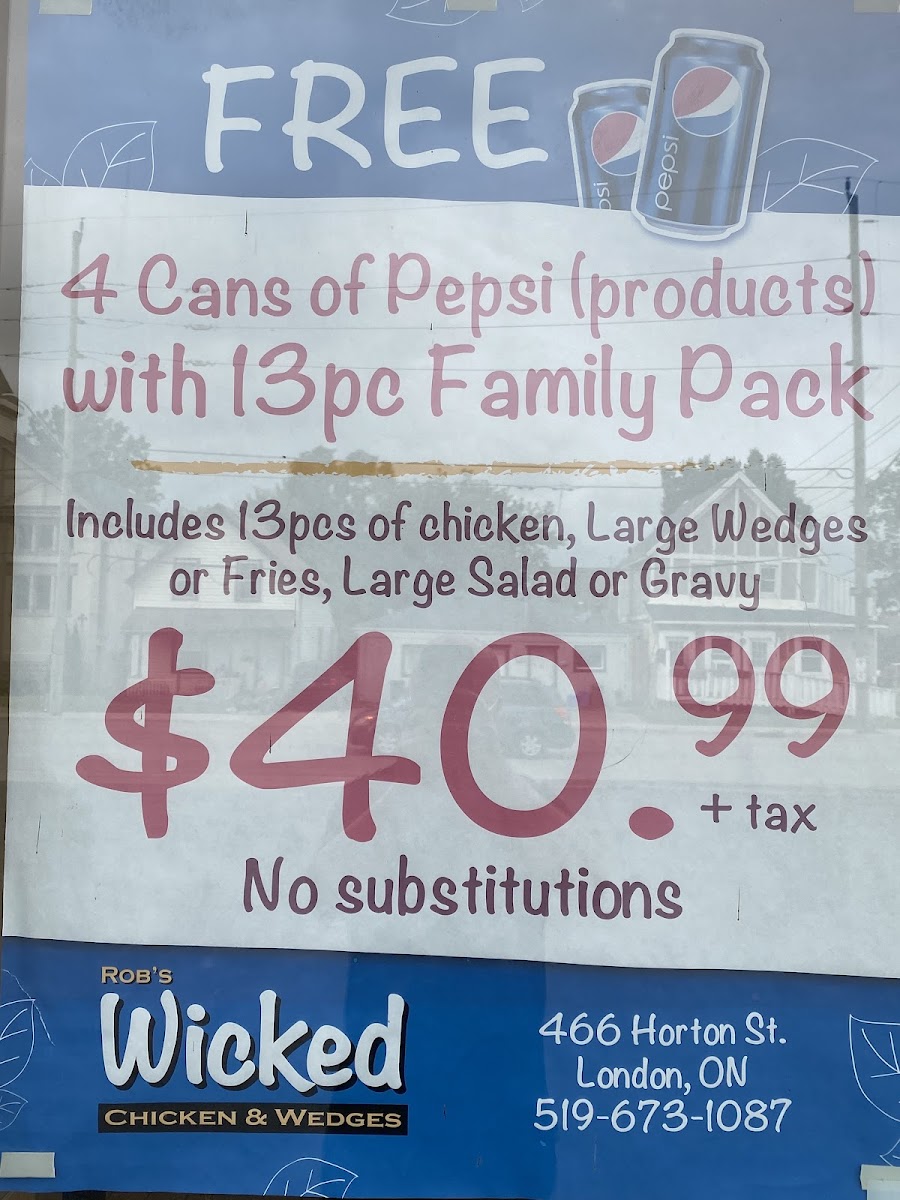 FREE
pepsi
psi
4 Cans of Pepsi (products)
with 13pc Family Pack
Includes 13pcs of chicken, Large Wedges
or Fries, Large Salad or Gravy
$40.99
+ tax
No substitutions
ROB'S
Wicked
CHICKEN & WEDGES
466 Horton St.
London, ON
519-673-1087